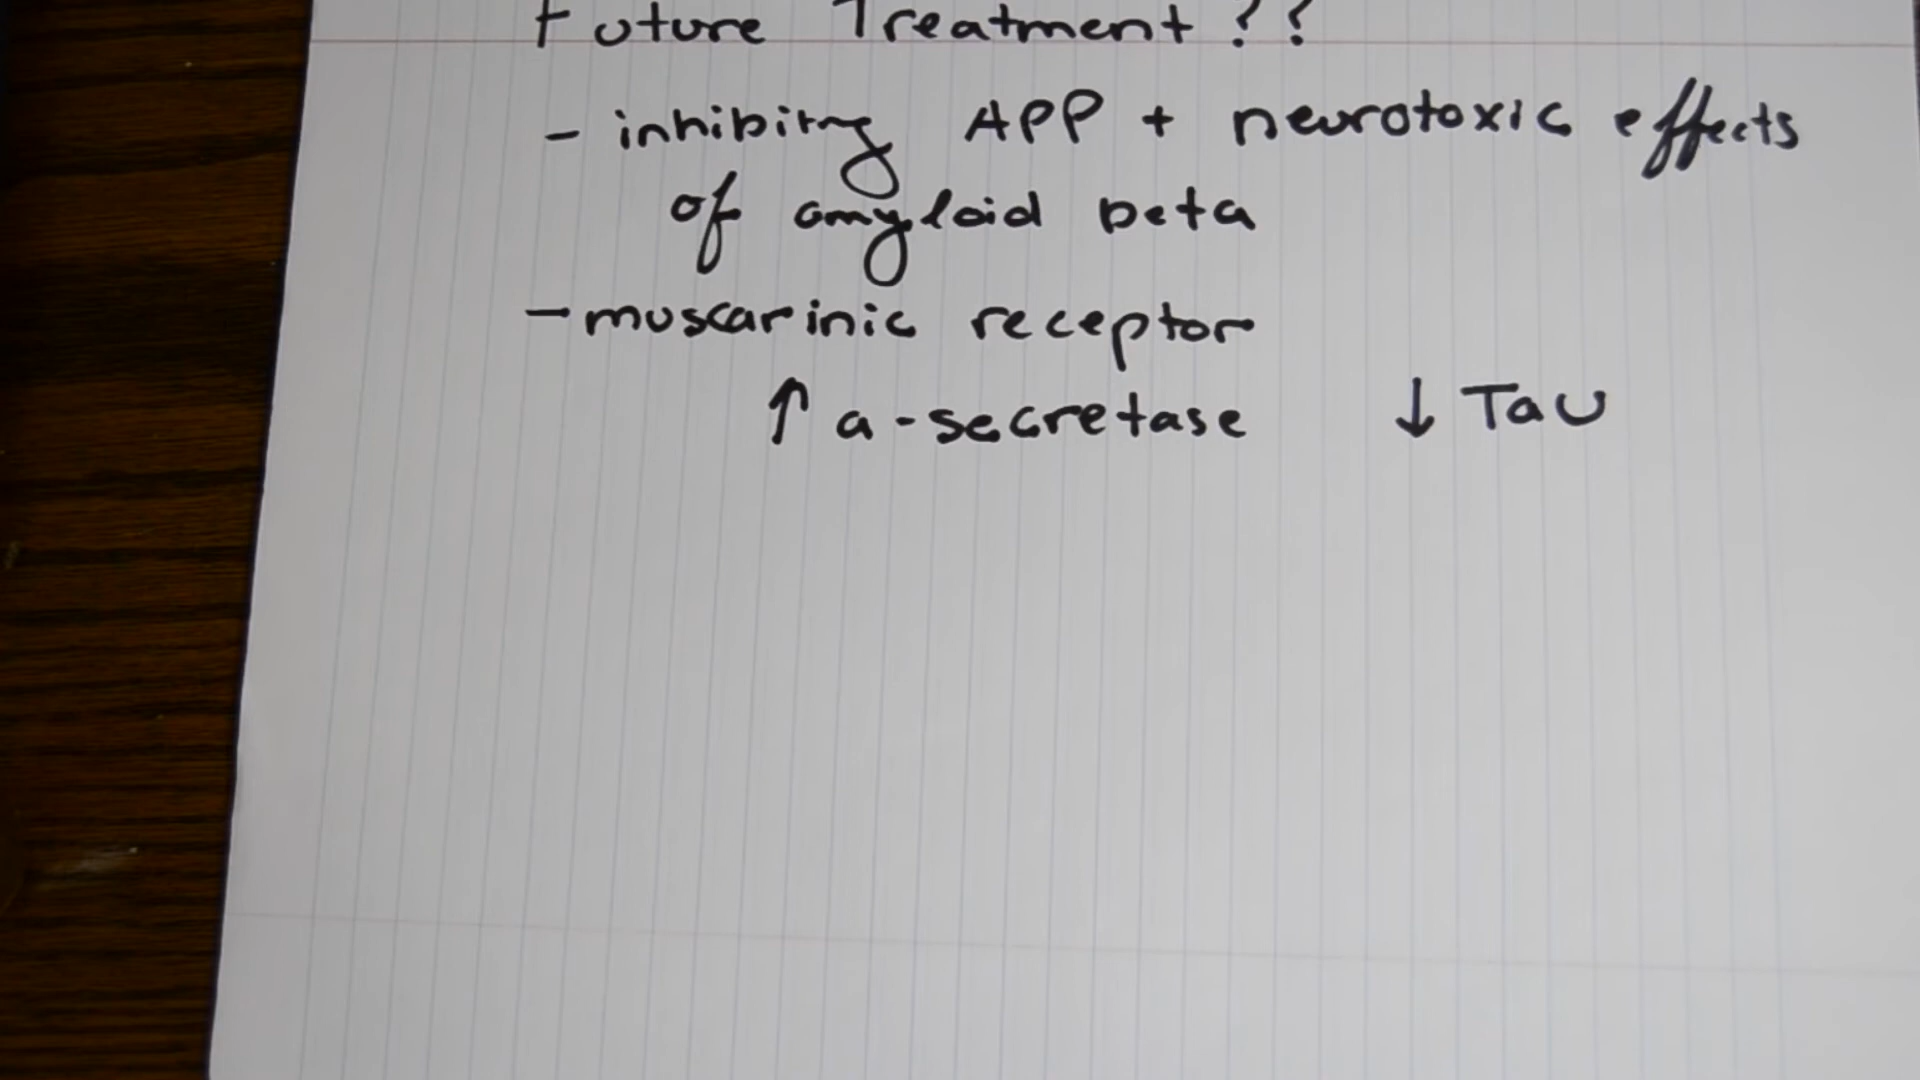 Future Treatment ??
- inhibiting APP + neurotoxic effects
of amyloid beta
- muscarinic receptor
↑ a-secretase ↓ Tau